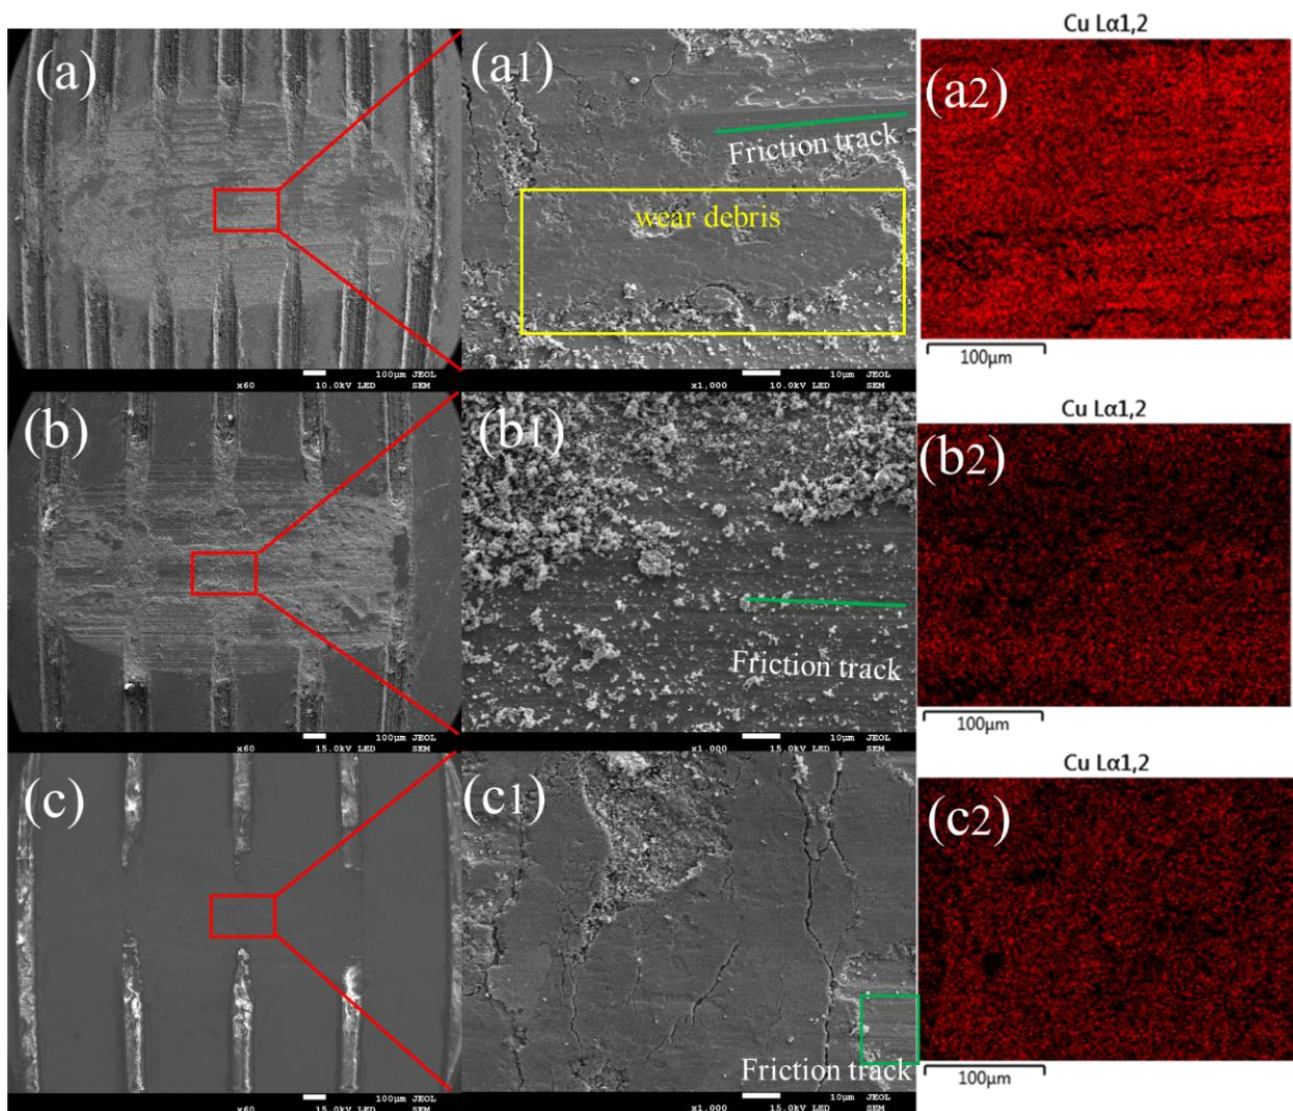 Cu Lα1,2
(a)
(a1)
(a2)
Friction track
wear debris
100μm JEOL
x60 10.0kV LED SEM
10μm JEOL
x1,000 10.0kV LED SEM
100μm
Cu Lα1,2
(b)
(b1)
(b2)
Friction track
100μm JEOL
x60 15.0kV LED SEM
10μm JEOL
x1,000 15.0kV LED SEM
100μm
Cu Lα1,2
(c)
(c1)
(c2)
Friction track
100μm JEOL
x60 15.0kV LED SEM
10μm JEOL
x1,000 15.0kV LED SEM
100μm